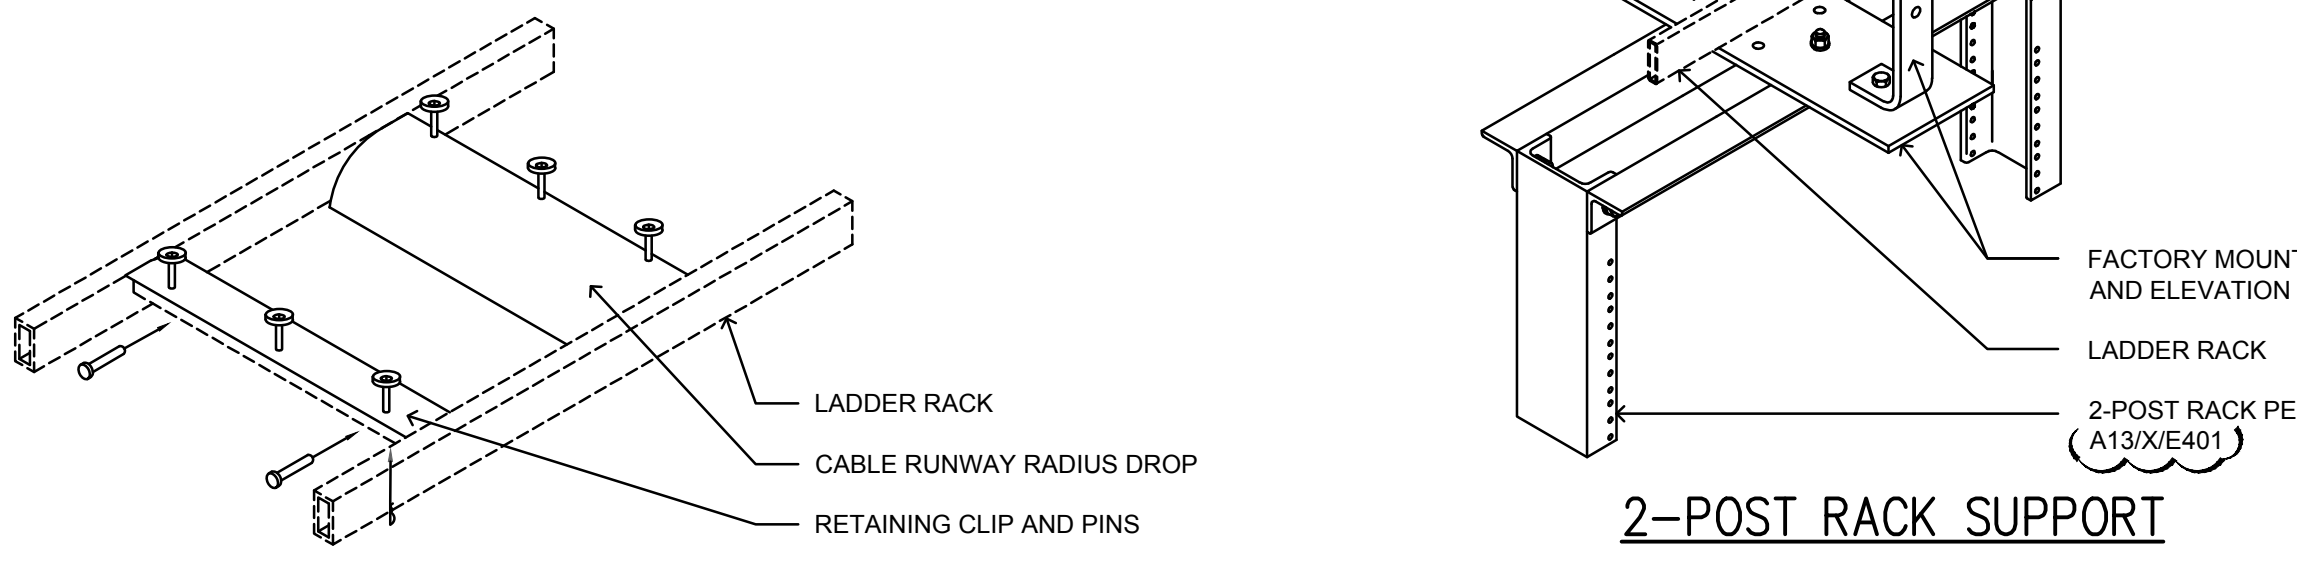 LADDER RACK
CABLE RUNWAY RADIUS DROP
RETAINING CLIP AND PINS
FACTORY MOUNT
AND ELEVATION
LADDER RACK
2-POST RACK PE
A13/X/E401
2-POST RACK SUPPORT